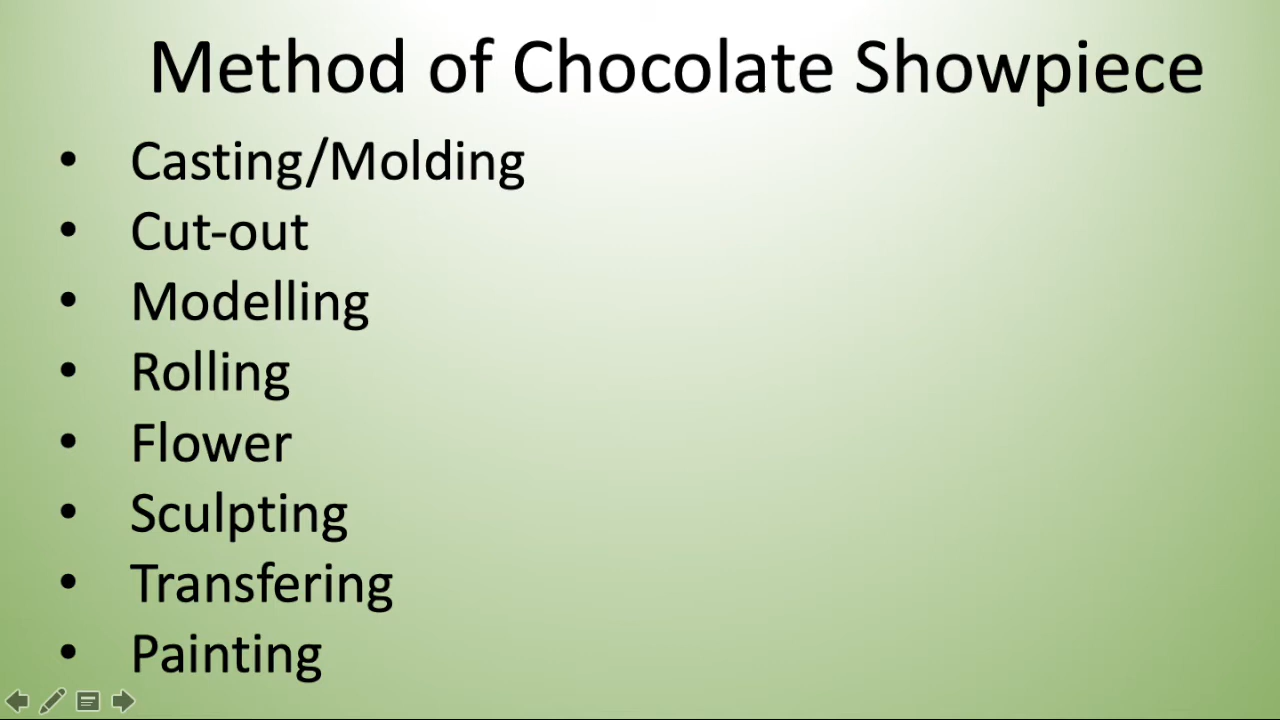 Method of Chocolate Showpiece
• Casting/Molding
• Cut-out
• Modelling
• Rolling
• Flower
• Sculpting
• Transfering
• Painting